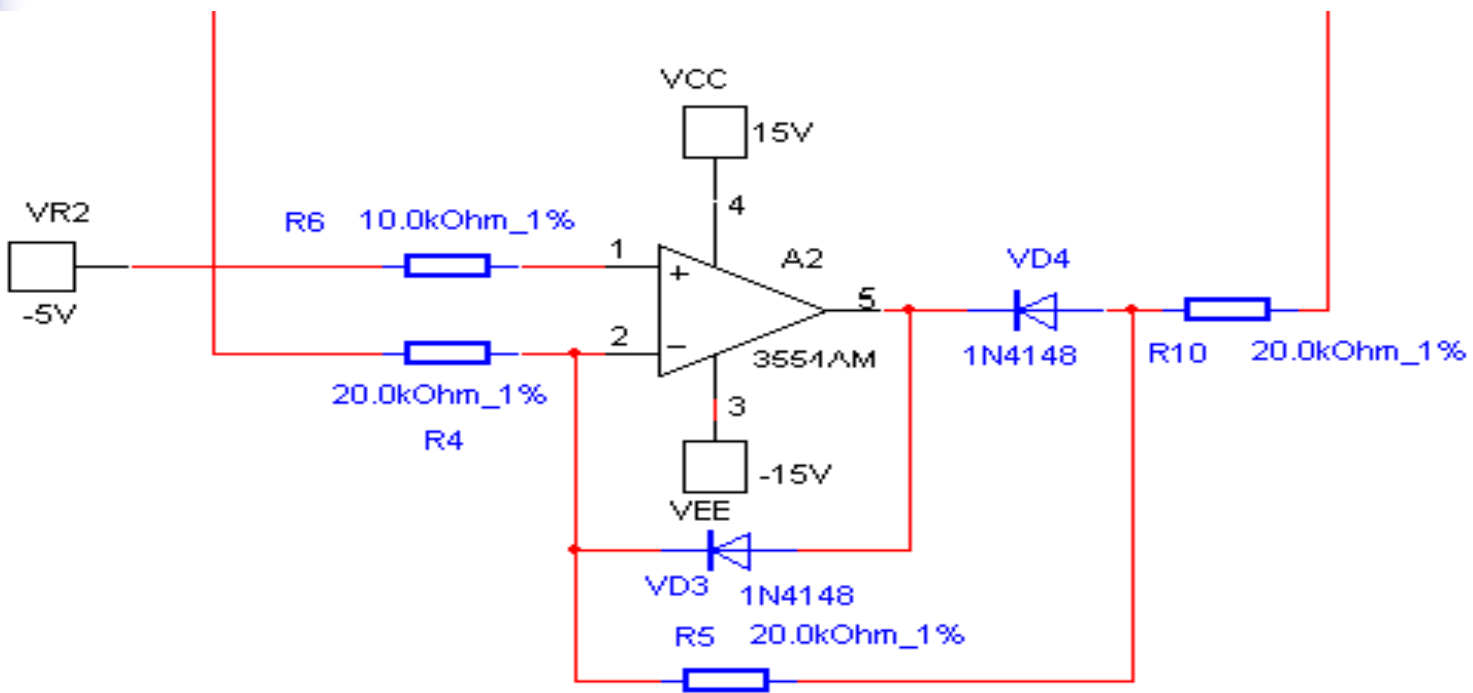 VCC
15V
4
VR2
-5V
R6 10.0kOhm_1%
1
+
A2
VD4
5
2
−
3554AM
1N4148
R10 20.0kOhm_1%
20.0kOhm_1%
R4
3
-15V
VEE
VD3 1N4148
R5 20.0kOhm_1%